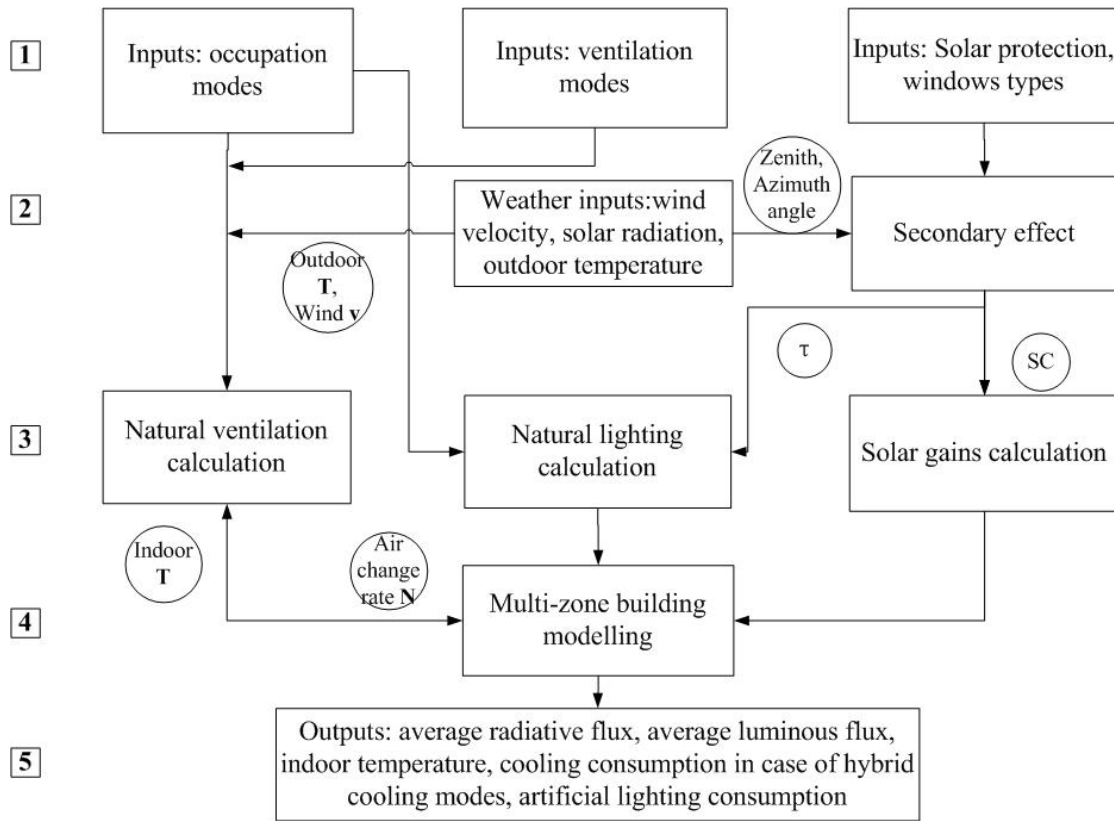 1
Inputs: occupation
modes
Inputs: ventilation
modes
Inputs: Solar protection,
windows types
2
Weather inputs:wind
velocity, solar radiation,
outdoor temperature
Zenith,
Azimuth
angle
Secondary effect
Outdoor
T,
Wind v
τ
SC
3
Natural ventilation
calculation
Natural lighting
calculation
Solar gains calculation
Indoor
T
Air
change
rate N
4
Multi-zone building
modelling
5
Outputs: average radiative flux, average luminous flux,
indoor temperature, cooling consumption in case of hybrid
cooling modes, artificial lighting consumption